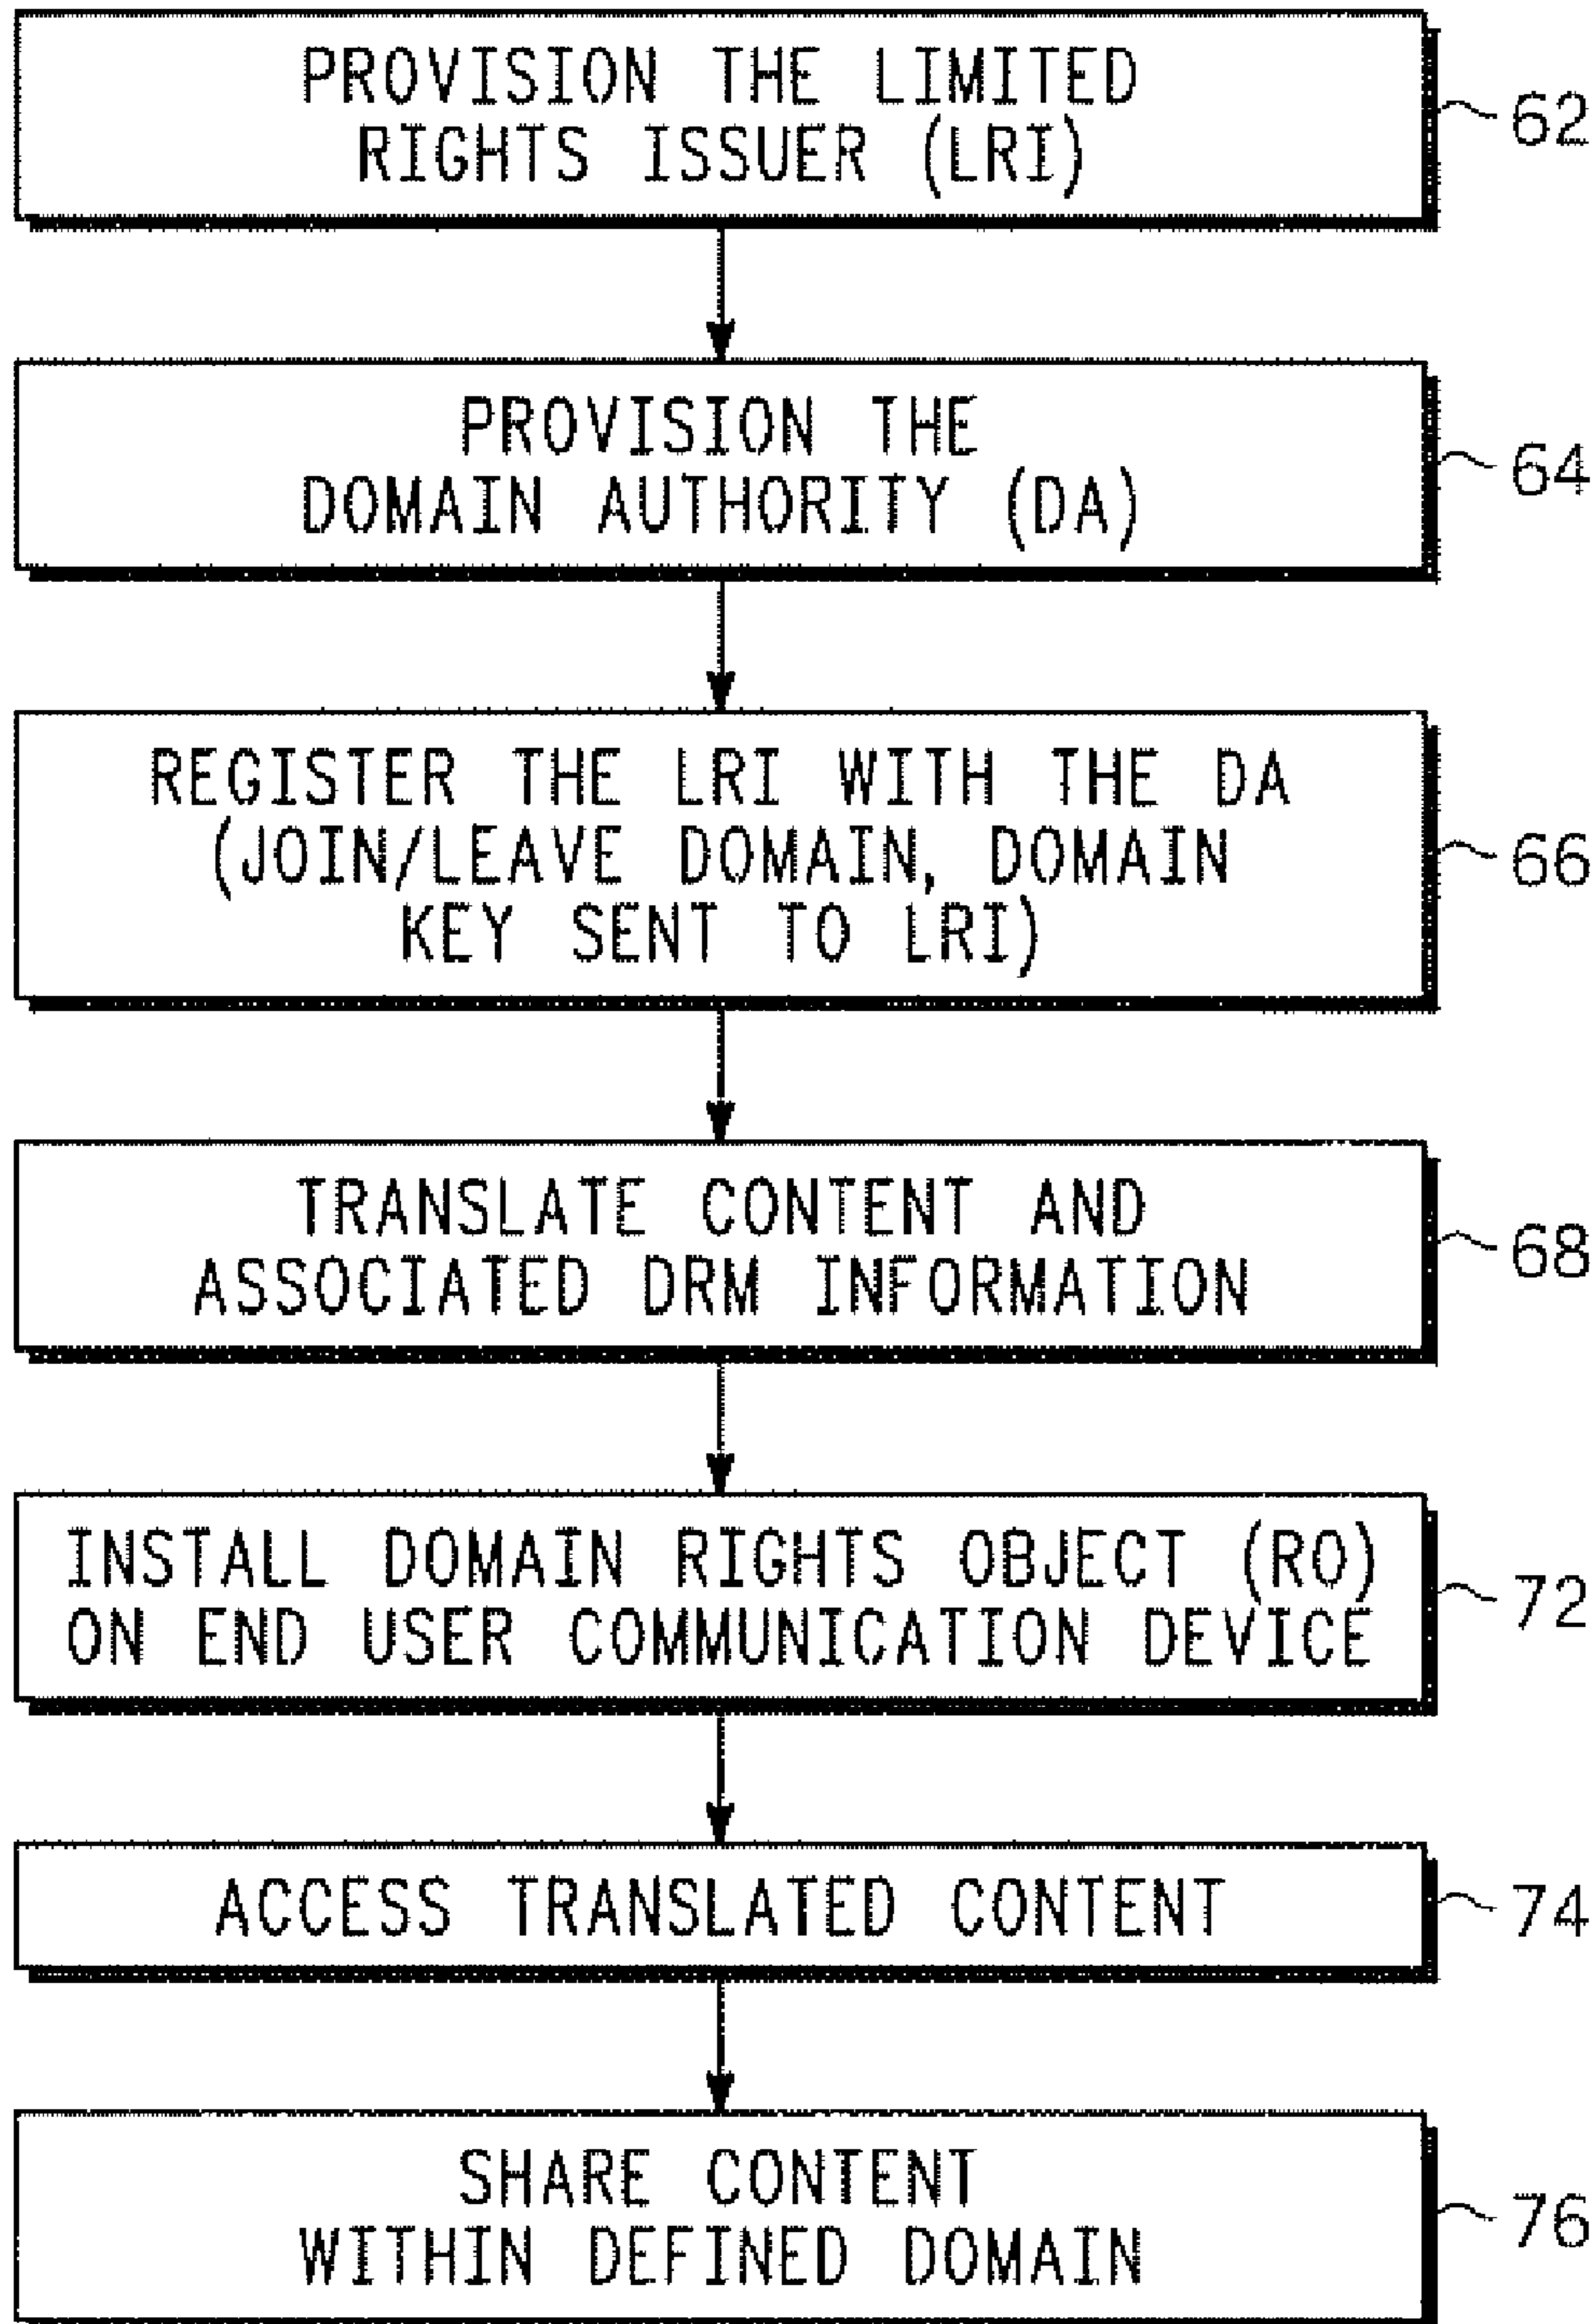 PROVISION THE LIMITED
RIGHTS ISSUER (LRI)
62
PROVISION THE
DOMAIN AUTHORITY (DA)
64
REGISTER THE LRI WITH THE DA
(JOIN/LEAVE DOMAIN, DOMAIN
KEY SENT TO LRI)
66
TRANSLATE CONTENT AND
ASSOCIATED DRM INFORMATION
68
INSTALL DOMAIN RIGHTS OBJECT (RO)
ON END USER COMMUNICATION DEVICE
72
ACCESS TRANSLATED CONTENT
74
SHARE CONTENT
WITHIN DEFINED DOMAIN
76